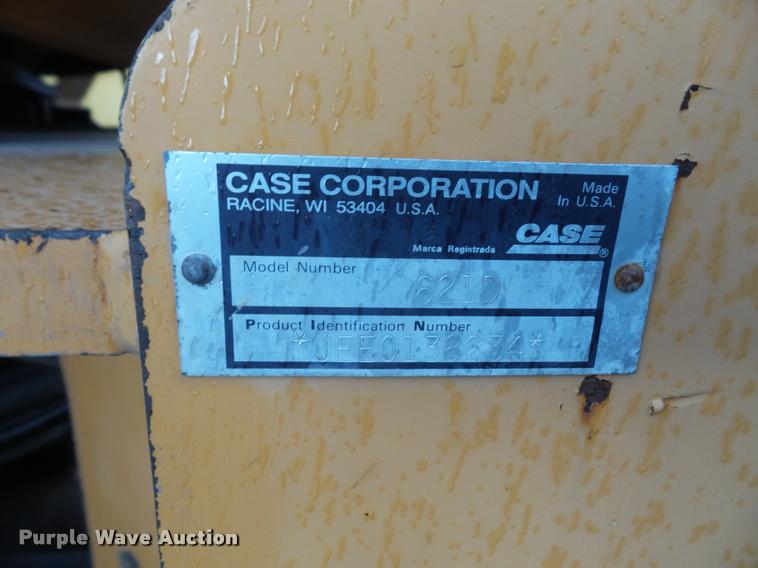 CASE CORPORATION
RACINE, WI 53404 U.S.A.
Made
In U.S.A.
Marca Registrada
CASE®
Model Number
621D
Product Identification Number
*JEE0136834*
Purple Wave Auction